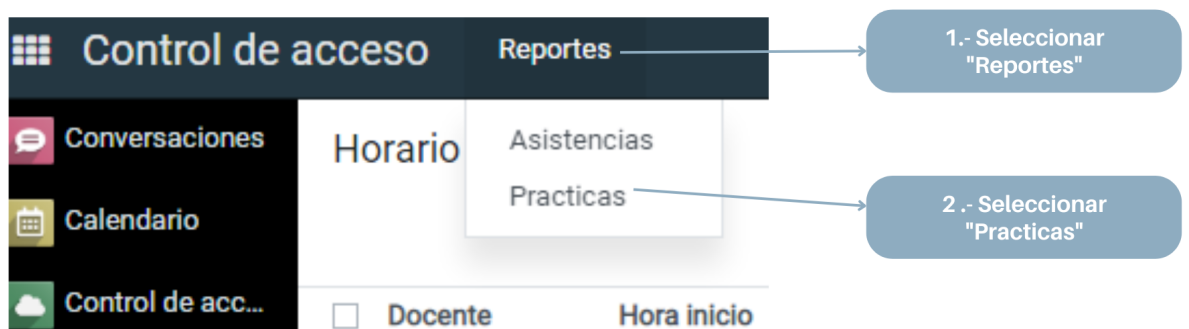 Control de acceso
Reportes
1.- Seleccionar
"Reportes"
Conversaciones
Horario
Asistencias
Practicas
Calendario
2 .- Seleccionar
"Practicas"
Control de acc...
Docente
Hora inicio